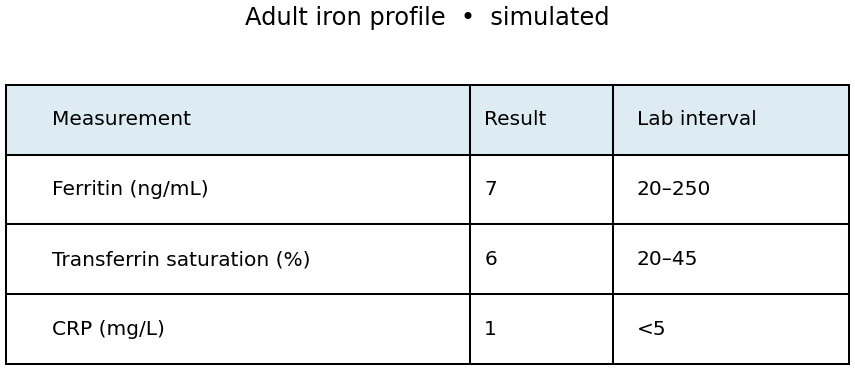 Adult iron profile • simulated
Measurement Result Lab interval
Ferritin (ng/mL) 7 20–250
Transferrin saturation (%) 6 20–45
CRP (mg/L) 1 <5